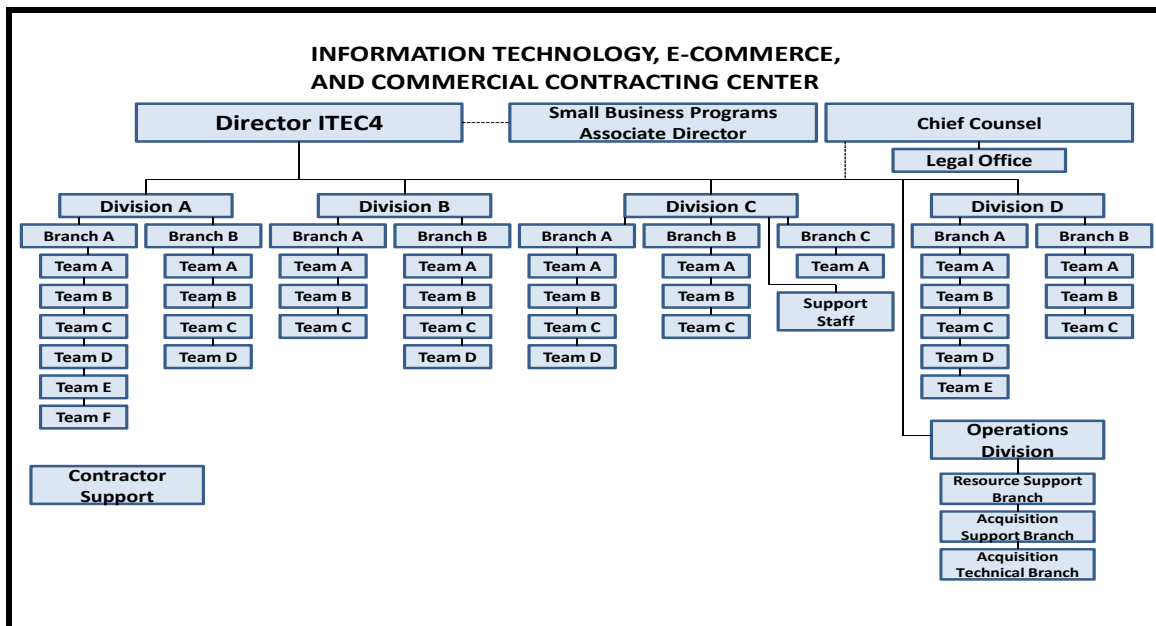 INFORMATION TECHNOLOGY, E-COMMERCE,
AND COMMERCIAL CONTRACTING CENTER
Director ITEC4
Small Business Programs
Associate Director
Chief Counsel
Legal Office
Division A
Branch A
Team A
Team B
Team C
Team D
Team E
Team F
Branch B
Team A
Team B
Team C
Team D
Division B
Branch A
Team A
Team B
Team C
Branch B
Team A
Team B
Team C
Team D
Division C
Branch A
Team A
Team B
Team C
Team D
Branch B
Team A
Team B
Team C
Branch C
Team A
Support
Staff
Division D
Branch A
Team A
Team B
Team C
Team D
Team E
Branch B
Team A
Team B
Team C
Operations
Division
Resource Support
Branch
Acquisition
Support Branch
Acquisition
Technical Branch
Contractor
Support